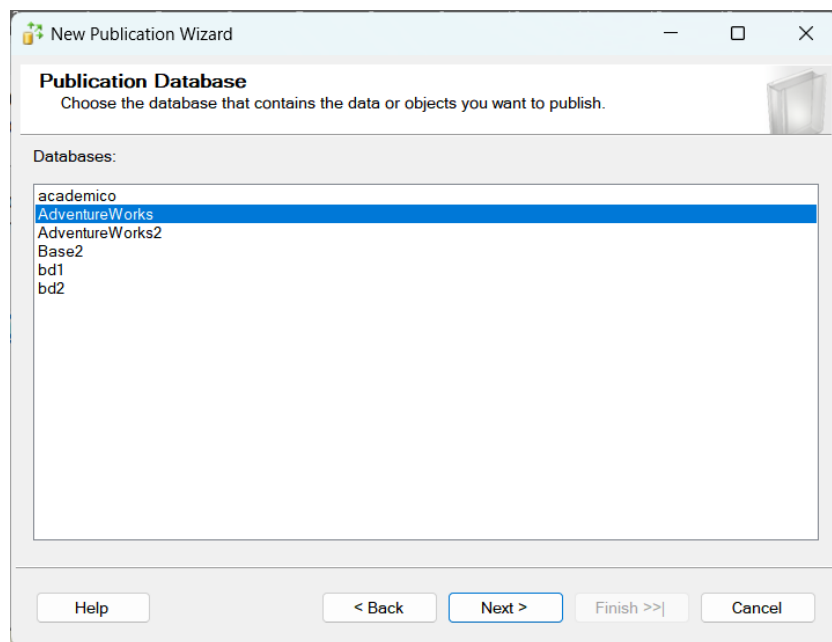 New Publication Wizard
Publication Database
Choose the database that contains the data or objects you want to publish.
Databases:
academico
AdventureWorks
AdventureWorks2
Base2
bd1
bd2
Help
< Back
Next >
Finish >>|
Cancel